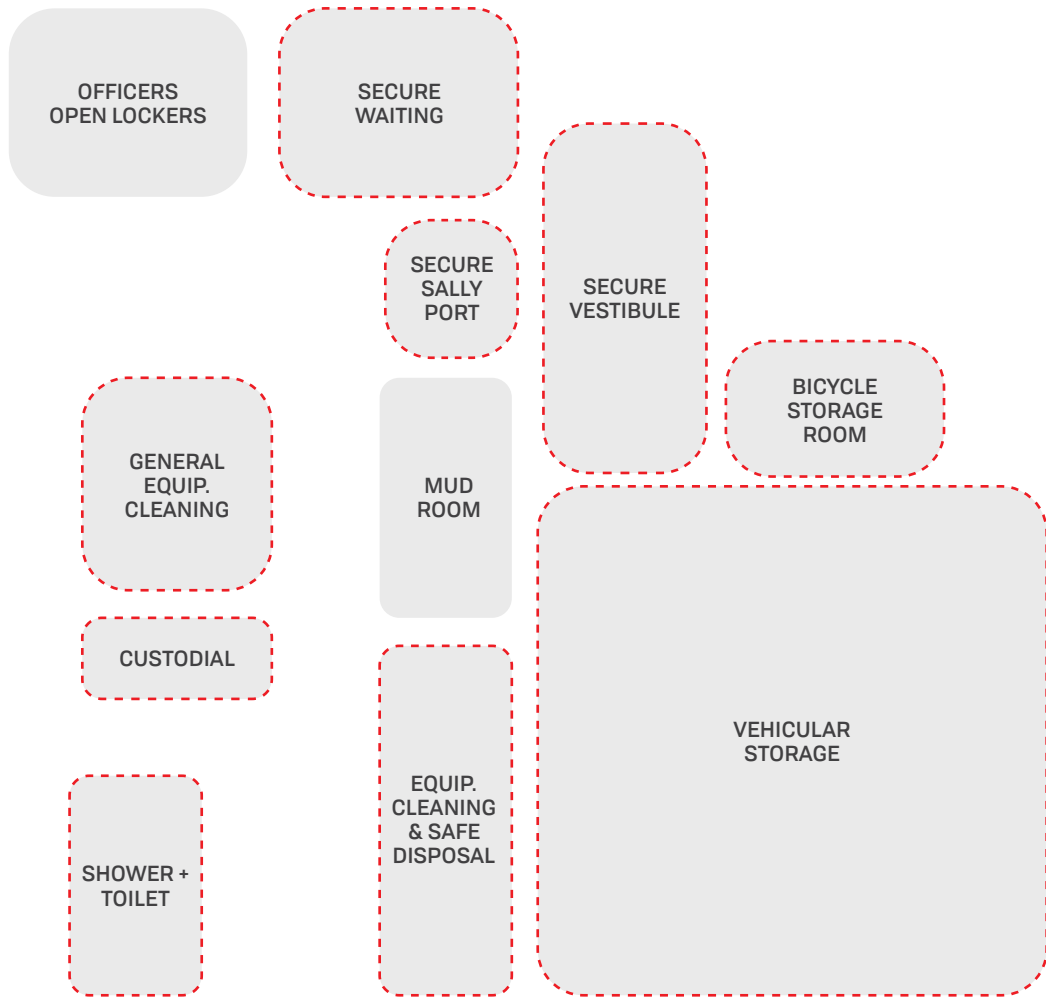 OFFICERS
OPEN LOCKERS
SECURE
WAITING
SECURE
SALLY
PORT
SECURE
VESTIBULE
BICYCLE
STORAGE
ROOM
GENERAL
EQUIP.
CLEANING
MUD
ROOM
CUSTODIAL
VEHICULAR
STORAGE
EQUIP.
CLEANING
& SAFE
DISPOSAL
SHOWER +
TOILET